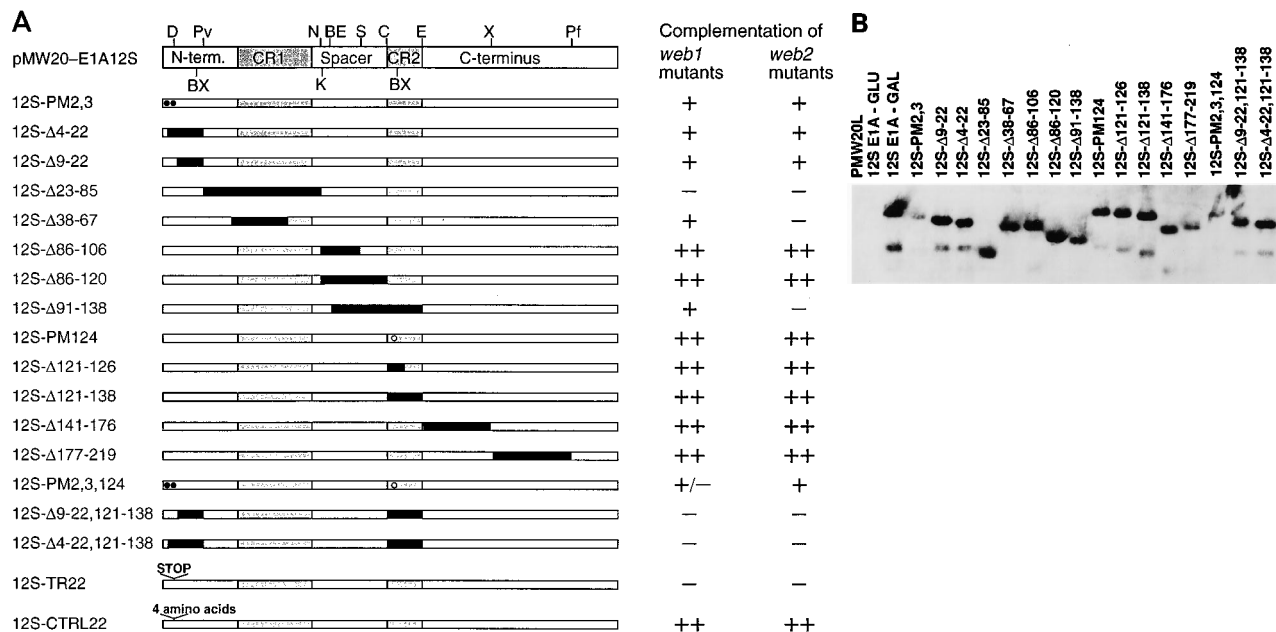 A
D Pv N BE S C E X Pf
pMW20–E1A12S N-term. CR1 Spacer CR2 C-terminus
BX K BX
Complementation of
web1 web2
mutants mutants
12S-PM2,3 + +
12S-Δ4-22 + +
12S-Δ9-22 + +
12S-Δ23-85 — —
12S-Δ38-67 + —
12S-Δ86-106 ++ ++
12S-Δ86-120 ++ ++
12S-Δ91-138 + —
12S-PM124 ++ ++
12S-Δ121-126 ++ ++
12S-Δ121-138 ++ ++
12S-Δ141-176 ++ ++
12S-Δ177-219 ++ ++
12S-PM2,3,124 +/— +
12S-Δ9-22,121-138 — —
12S-Δ4-22,121-138 — —
STOP
12S-TR22 — —
4 amino acids
12S-CTRL22 ++ ++
B
PMW20L
12S E1A - GLU
12S E1A - GAL
12S-PM2,3
12S-Δ9-22
12S-Δ4-22
12S-Δ23-85
12S-Δ38-67
12S-Δ86-106
12S-Δ86-120
12S-Δ91-138
12S-PM124
12S-Δ121-126
12S-Δ121-138
12S-Δ141-176
12S-Δ177-219
12S-PM2,3,124
12S-Δ9-22,121-138
12S-Δ4-22,121-138